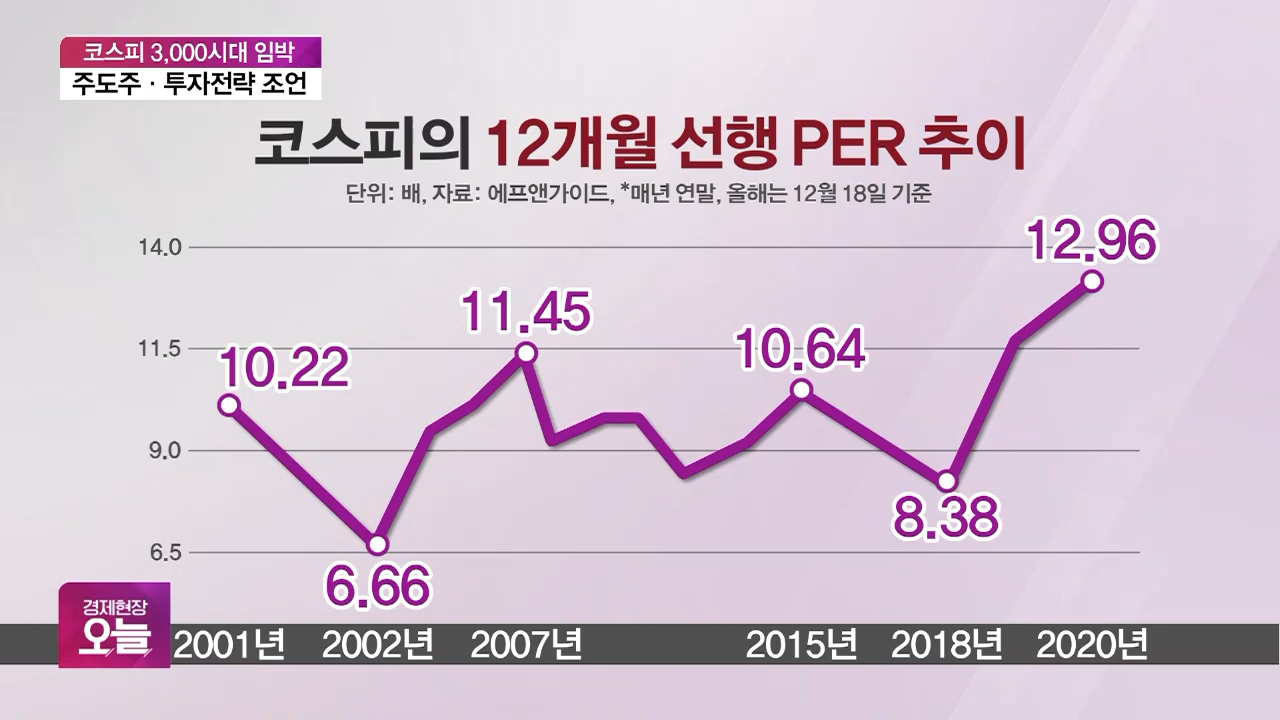 코스피 3,000시대 임박
주도주 · 투자전략 조언
코스피의 12개월 선행 PER 추이
단위: 배, 자료: 에프앤가이드, *매년 연말, 올해는 12월 18일 기준
14.0
12.96
11.45
11.5
10.64
10.22
9.0
8.38
6.5
6.66
경제현장
오늘
2001년 2002년 2007년 2015년 2018년 2020년